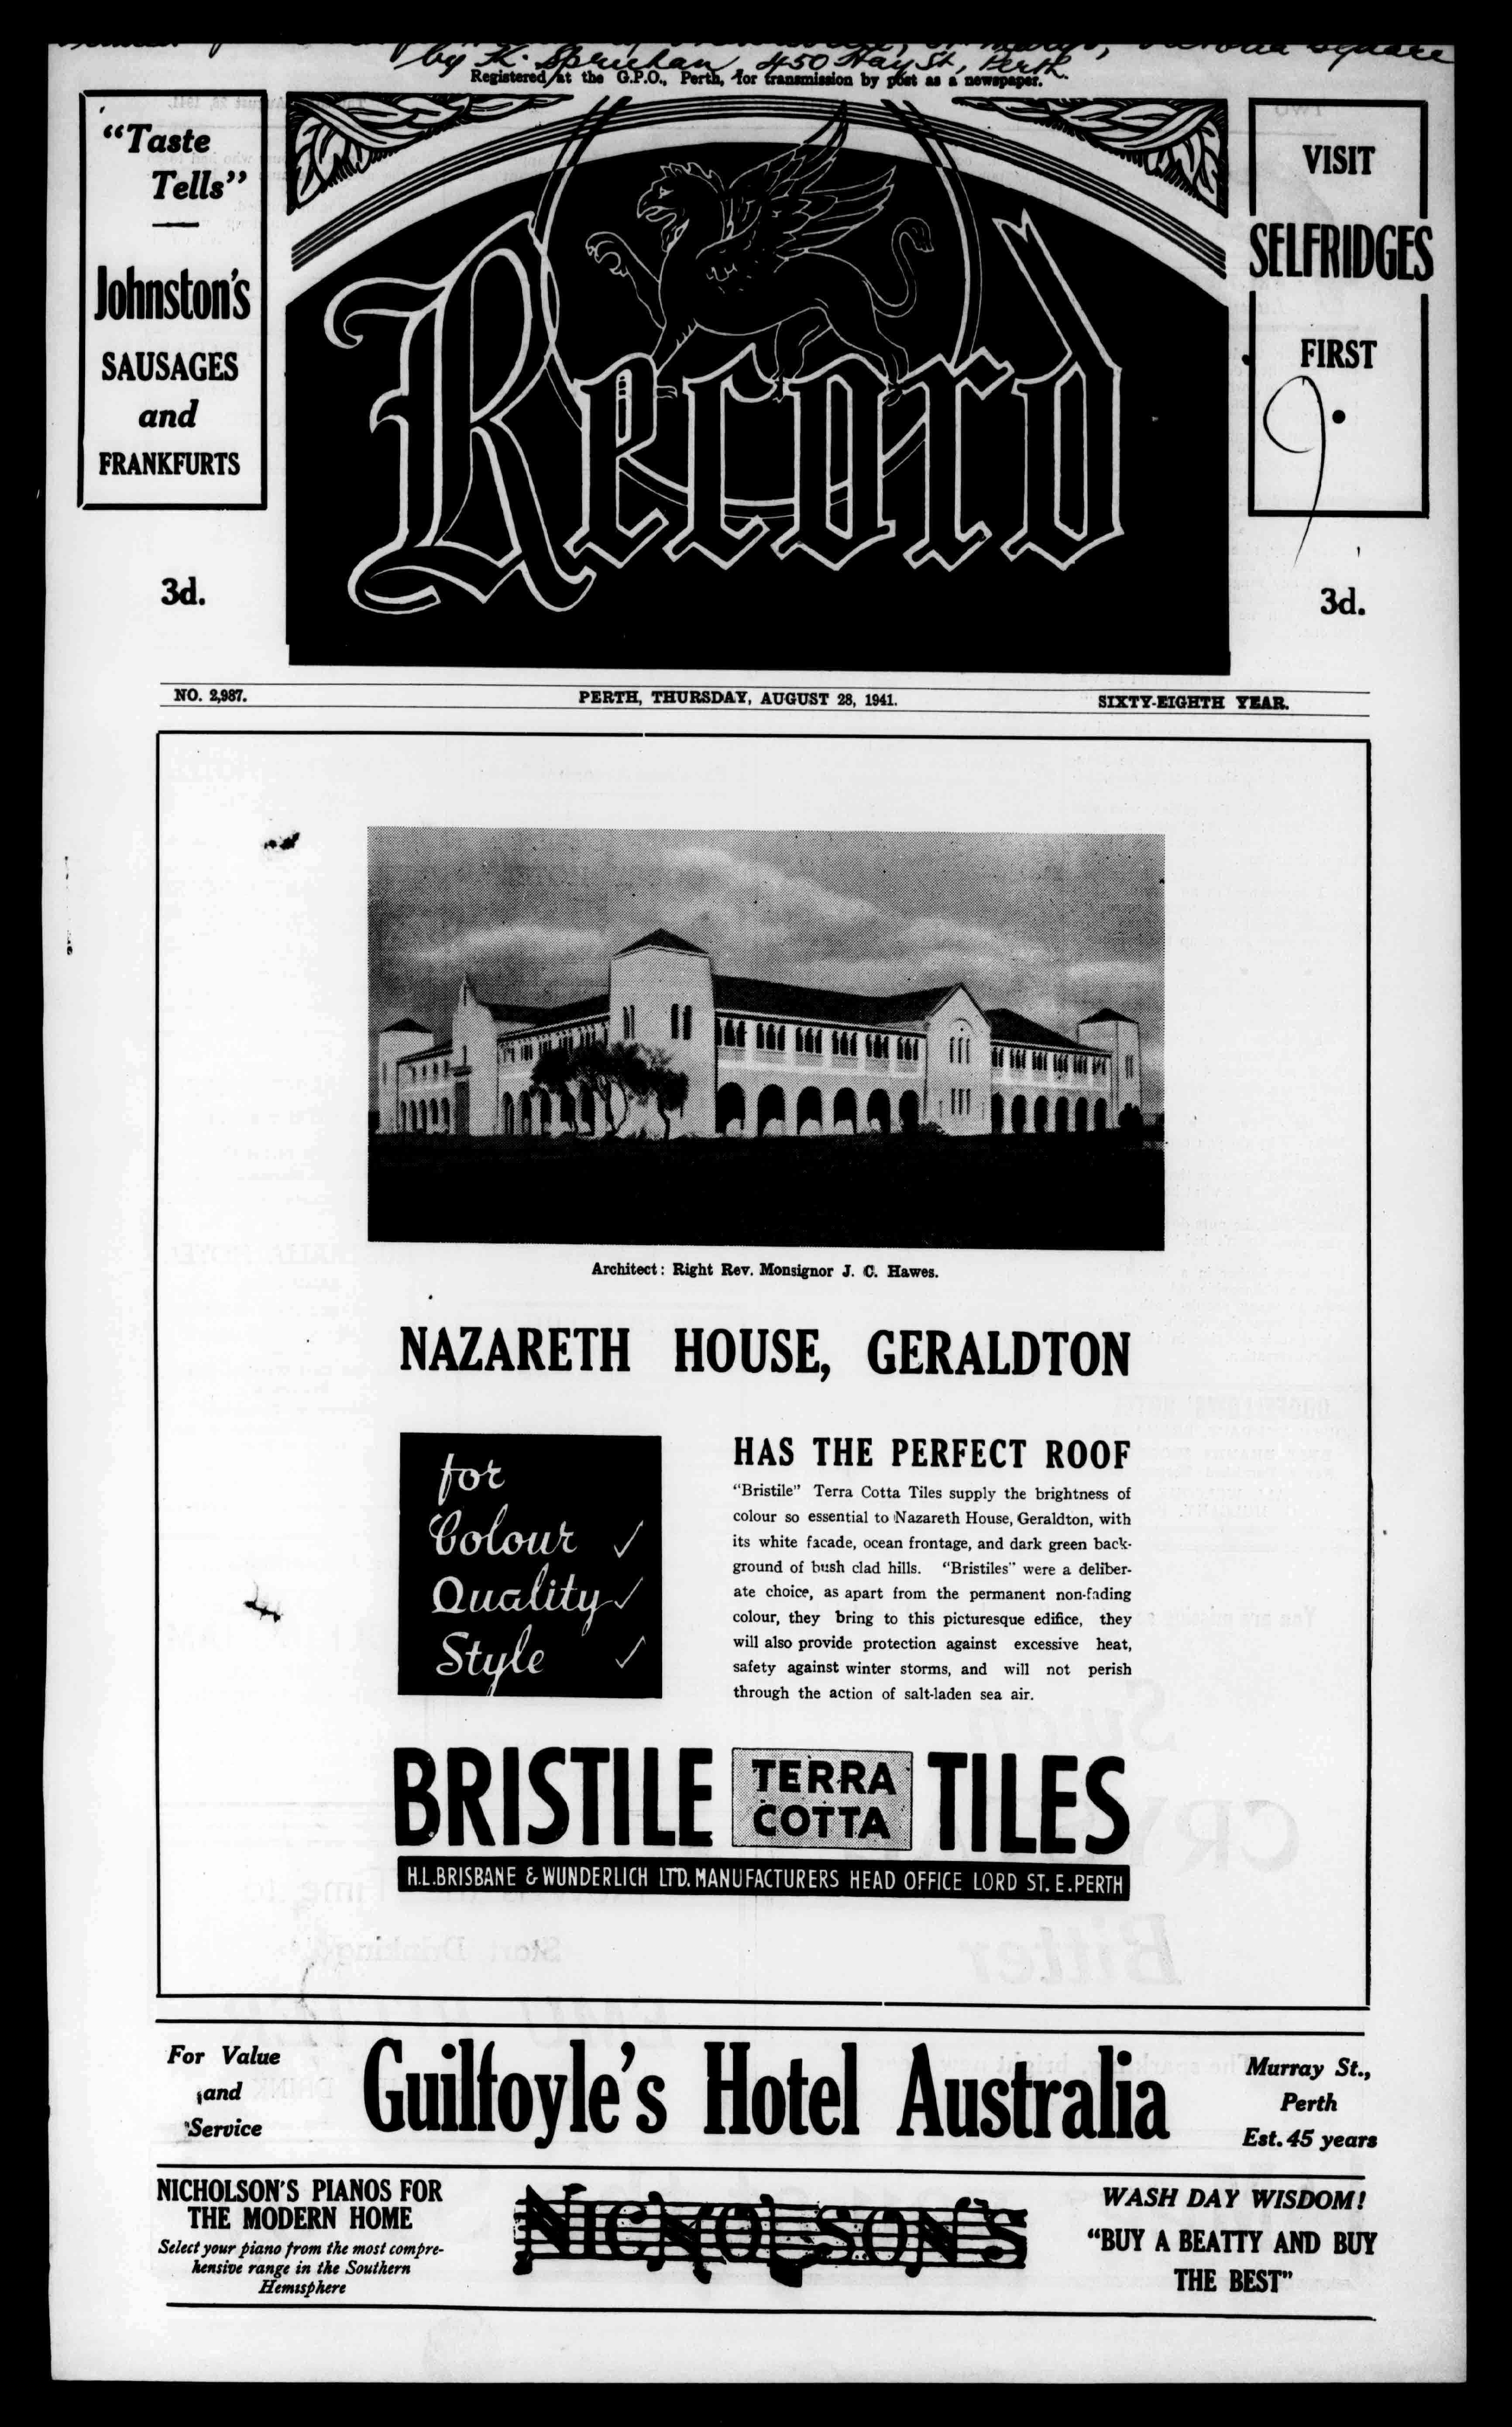 by K. Spruhan, 450 Hay St, Perth.
Registered at the G.P.O., Perth, for transmission by post as a newspaper.
"Taste
Tells"
Johnston's
SAUSAGES
and
FRANKFURTS
3d.
Record
VISIT
SELFRIDGES
FIRST
3d.
NO. 2,987.
PERTH, THURSDAY, AUGUST 28, 1941.
SIXTY-EIGHTH YEAR.
Architect: Right Rev. Monsignor J. C. Hawes.
NAZARETH HOUSE, GERALDTON
for
Colour ✓
Quality ✓
Style ✓
HAS THE PERFECT ROOF
"Bristile" Terra Cotta Tiles supply the brightness of
colour so essential to Nazareth House, Geraldton, with
its white facade, ocean frontage, and dark green back-
ground of bush clad hills. "Bristiles" were a deliber-
ate choice, as apart from the permanent non-fading
colour, they bring to this picturesque edifice, they
will also provide protection against excessive heat,
safety against winter storms, and will not perish
through the action of salt-laden sea air.
BRISTILE TERRA COTTA TILES
H.L.BRISBANE & WUNDERLICH LTD. MANUFACTURERS HEAD OFFICE LORD ST. E.PERTH
For Value
and
Service
Guilfoyle's Hotel Australia
Murray St.,
Perth
Est. 45 years
NICHOLSON'S PIANOS FOR
THE MODERN HOME
Select your piano from the most compre-
hensive range in the Southern
Hemisphere
NICHOLSON'S
WASH DAY WISDOM!
"BUY A BEATTY AND BUY
THE BEST"